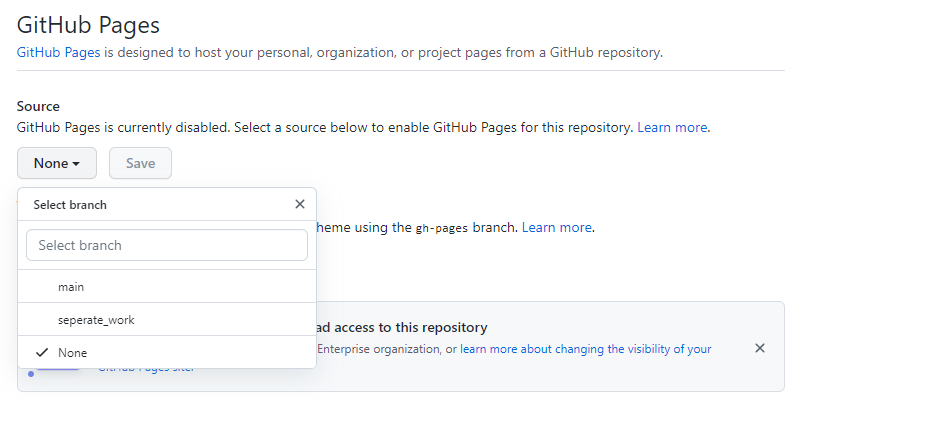 GitHub Pages
GitHub Pages is designed to host your personal, organization, or project pages from a GitHub repository.
Source
GitHub Pages is currently disabled. Select a source below to enable GitHub Pages for this repository. Learn more.
None
Save
Select branch
heme using the gh-pages branch. Learn more.
Select branch
main
seperate_work
ad access to this repository
Enterprise organization, or learn more about changing the visibility of your
None
GitHub Pages site.